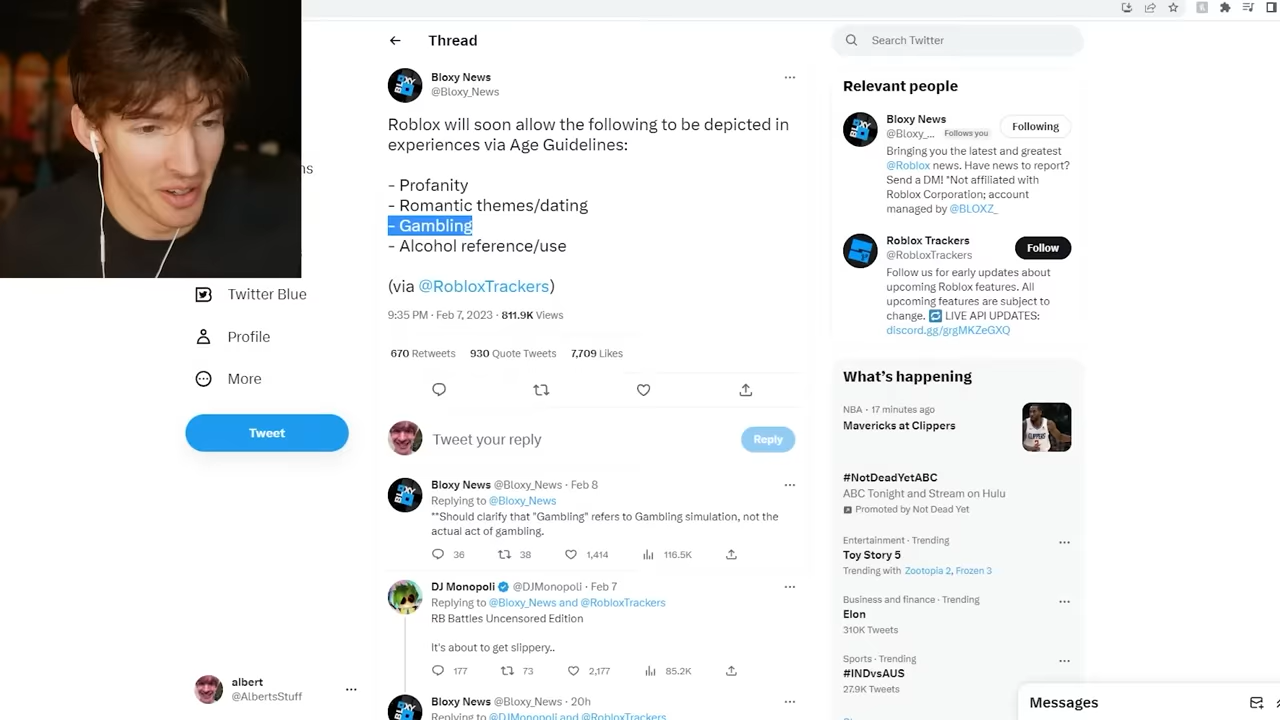 Thread
Search Twitter
Bloxy News
@Bloxy_News
Roblox will soon allow the following to be depicted in
experiences via Age Guidelines:
- Profanity
- Romantic themes/dating
- Gambling
- Alcohol reference/use
(via @RobloxTrackers)
9:35 PM · Feb 7, 2023 · 811.9K Views
670 Retweets 930 Quote Tweets 7,709 Likes
Tweet your reply
Reply
Bloxy News @Bloxy_News · Feb 8
Replying to @Bloxy_News
**Should clarify that "Gambling" refers to Gambling simulation, not the
actual act of gambling.
36 38 1,414 116.5K
DJ Monopoli @DJMonopoli · Feb 7
Replying to @Bloxy_News and @RobloxTrackers
RB Battles Uncensored Edition
It's about to get slippery..
177 73 2,177 85.2K
Bloxy News @Bloxy_News · 20h
Replying to @DJMonopoli and @RobloxTrackers
ns
Twitter Blue
Profile
More
Tweet
albert
@AlbertsStuff
Relevant people
Bloxy News
@Bloxy_... Follows you
Following
Bringing you the latest and greatest
@Roblox news. Have news to report?
Send a DM! *Not affiliated with
Roblox Corporation; account
managed by @BLOXZ_
Roblox Trackers
@RobloxTrackers
Follow
Follow us for early updates about
upcoming Roblox features. All
upcoming features are subject to
change. LIVE API UPDATES:
discord.gg/grgMKZeGXQ
What's happening
NBA · 17 minutes ago
Mavericks at Clippers
#NotDeadYetABC
ABC Tonight and Stream on Hulu
Promoted by Not Dead Yet
Entertainment · Trending
Toy Story 5
Trending with Zootopia 2, Frozen 3
Business and finance · Trending
Elon
310K Tweets
Sports · Trending
#INDvsAUS
27.9K Tweets
Messages